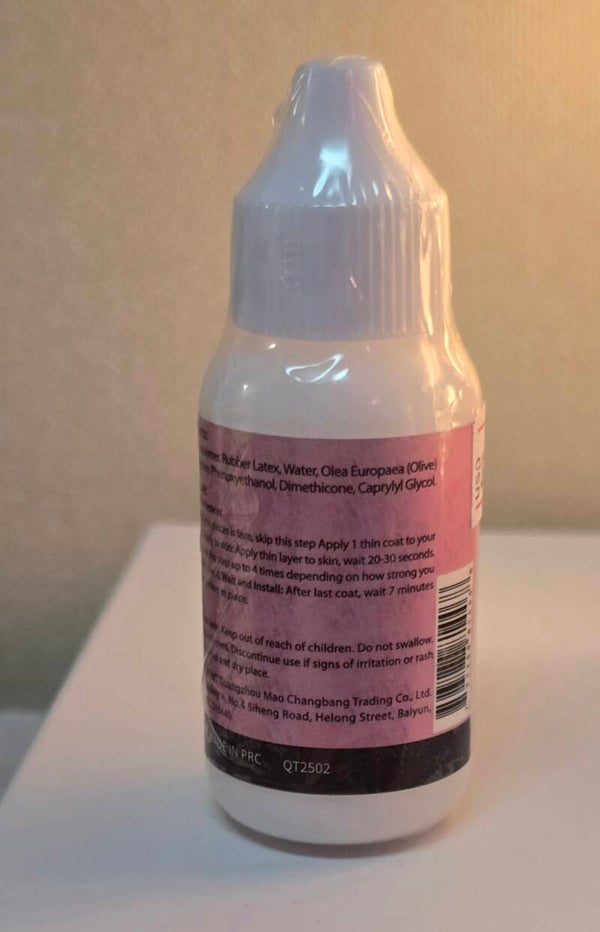 Rubber Latex, Water, Olea Europaea (Olive)
Phenoxyethanol, Dimethicone, Caprylyl Glycol.
is lace, skip this step Apply 1 thin coat to your
skin: Apply thin layer to skin, wait 20-30 seconds.
step up to 4 times depending on how strong you
Wait and Install: After last coat, wait 7 minutes
in place.
Keep out of reach of children. Do not swallow.
Discontinue use if signs of irritation or rash
and dry place.
Guangzhou Mao Changbang Trading Co., Ltd.
No.4 Siheng Road, Helong Street, Baiyun,
IN PRC QT2502